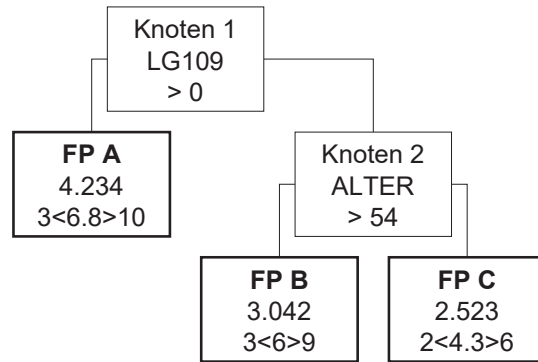 Knoten 1
LG109
> 0
FP A
4.234
3<6.8>10
Knoten 2
ALTER
> 54
FP B
3.042
3<6>9
FP C
2.523
2<4.3>6